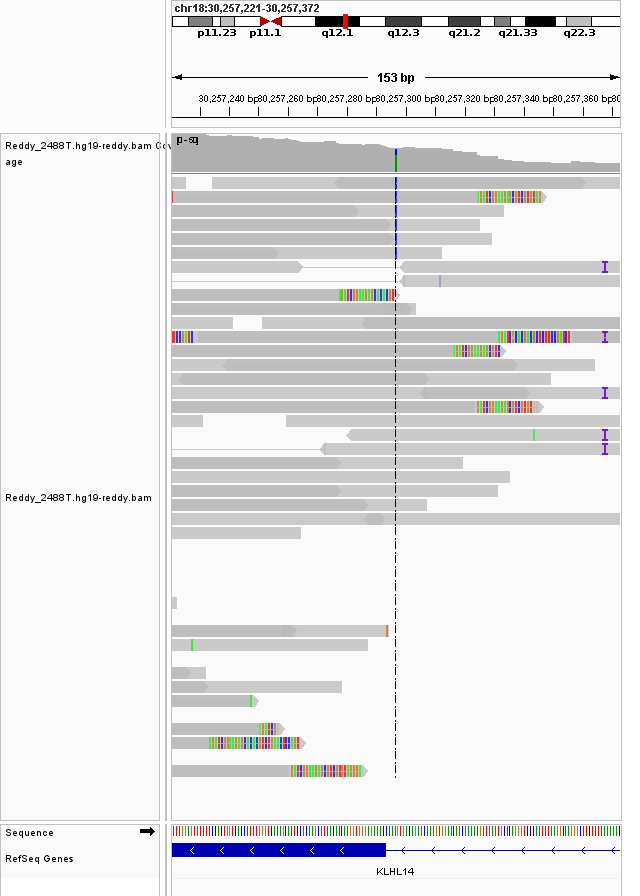 chr18:30,257,221-30,257,372
p11.23 p11.1 q12.1 q12.3 q21.2 q21.33 q22.3
153 bp
30,257,240 bp 30,257,260 bp 30,257,280 bp 30,257,300 bp 30,257,320 bp 30,257,340 bp 30,257,360 bp
Reddy_2488T.hg19-reddy.bam Cov
age
p-sq
Reddy_2488T.hg19-reddy.bam
Sequence
RefSeq Genes
KLHL14